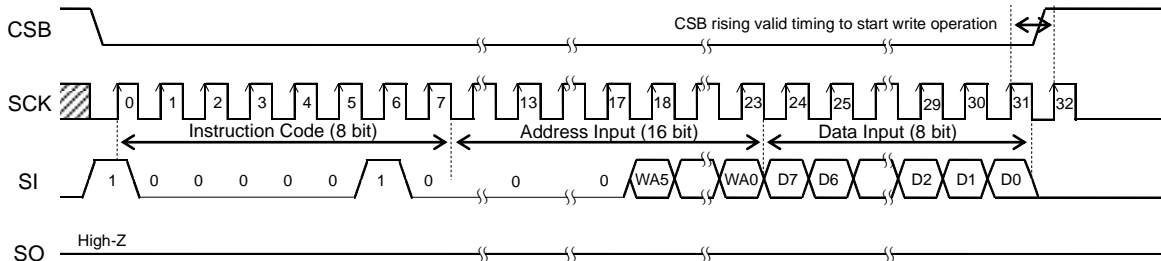 CSB
CSB rising valid timing to start write operation
SCK
0 1 2 3 4 5 6 7 13 17 18 23 24 25 29 30 31 32
Instruction Code (8 bit) Address Input (16 bit) Data Input (8 bit)
SI
1 0 0 0 0 0 1 0 0 0 WA5 WA0 D7 D6 D2 D1 D0
High-Z
SO